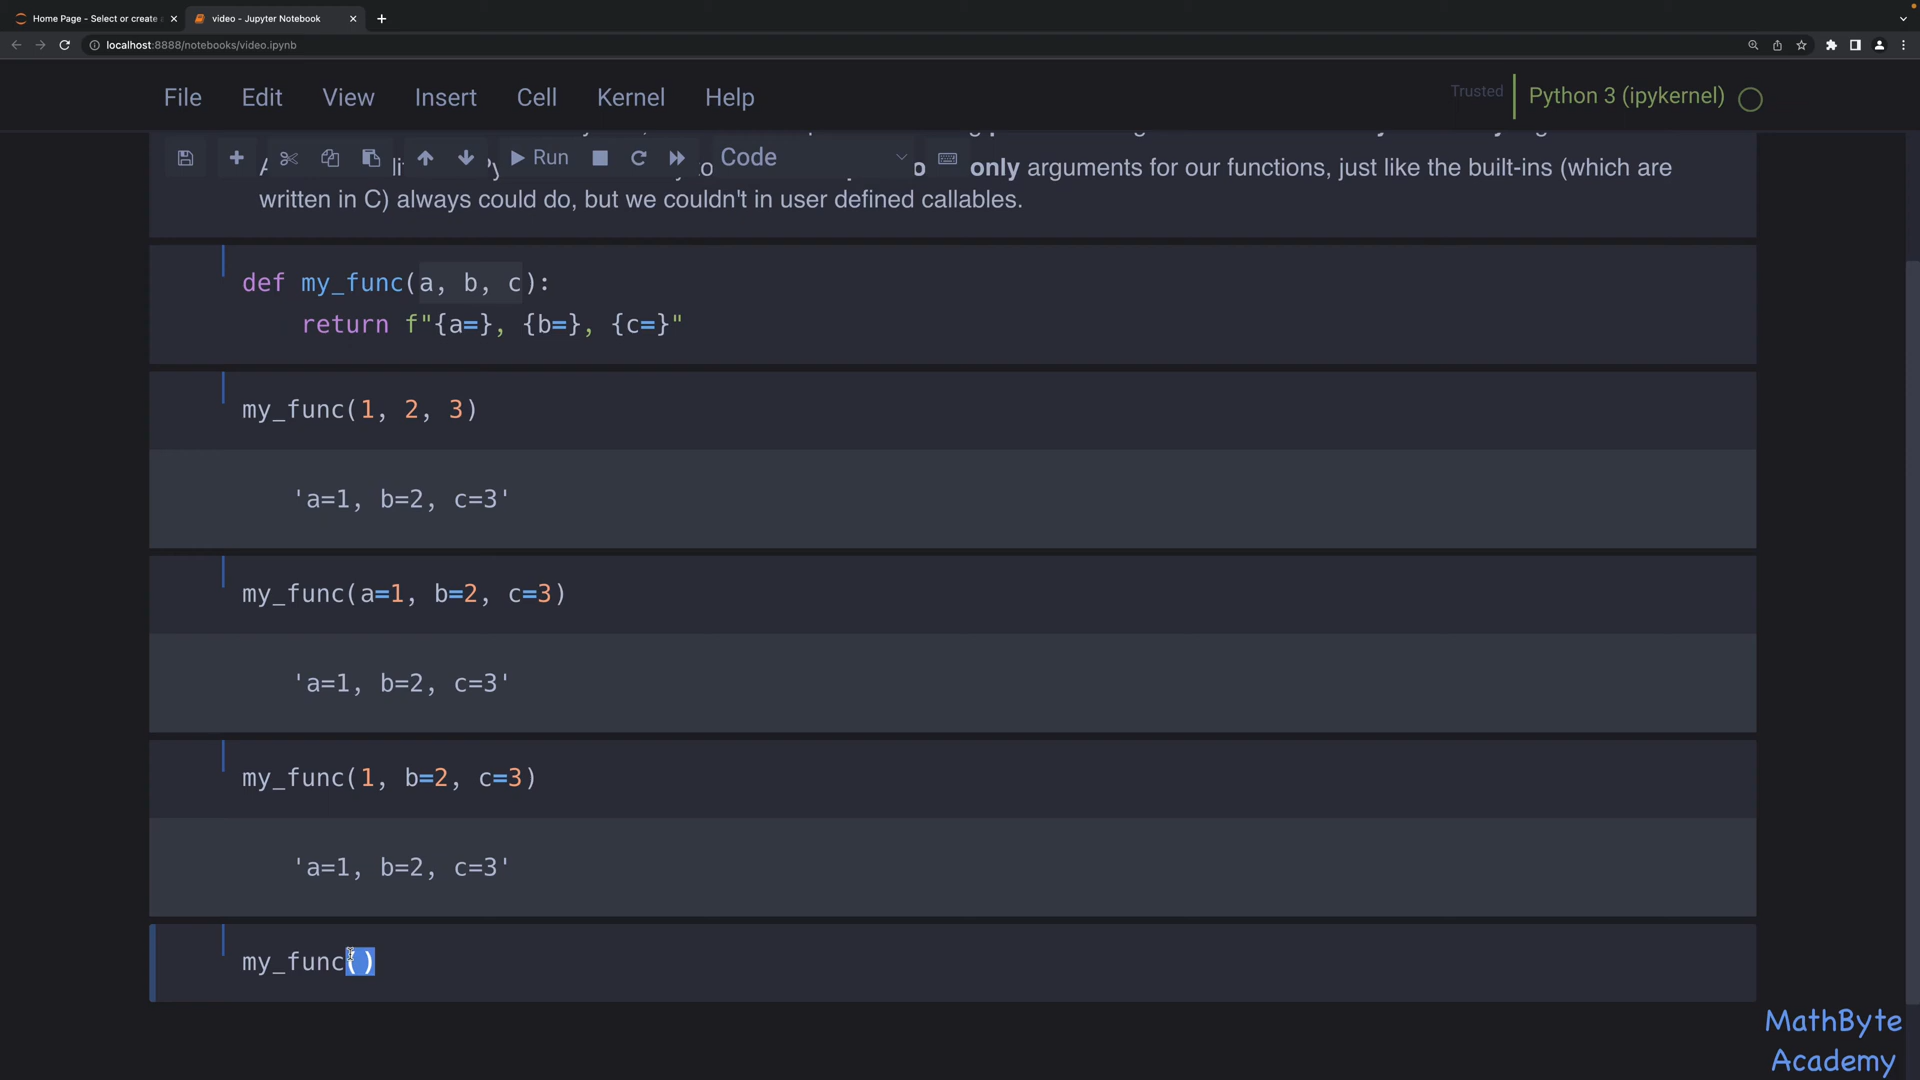 Home Page - Select or create a
video - Jupyter Notebook
localhost:8888/notebooks/video.ipynb
File Edit View Insert Cell Kernel Help
Trusted
Python 3 (ipykernel)
Run
Code
only arguments for our functions, just like the built-ins (which are
written in C) always could do, but we couldn't in user defined callables.
def my_func(a, b, c):
return f"{a=}, {b=}, {c=}"
my_func(1, 2, 3)
'a=1, b=2, c=3'
my_func(a=1, b=2, c=3)
'a=1, b=2, c=3'
my_func(1, b=2, c=3)
'a=1, b=2, c=3'
my_func()
MathByte
Academy